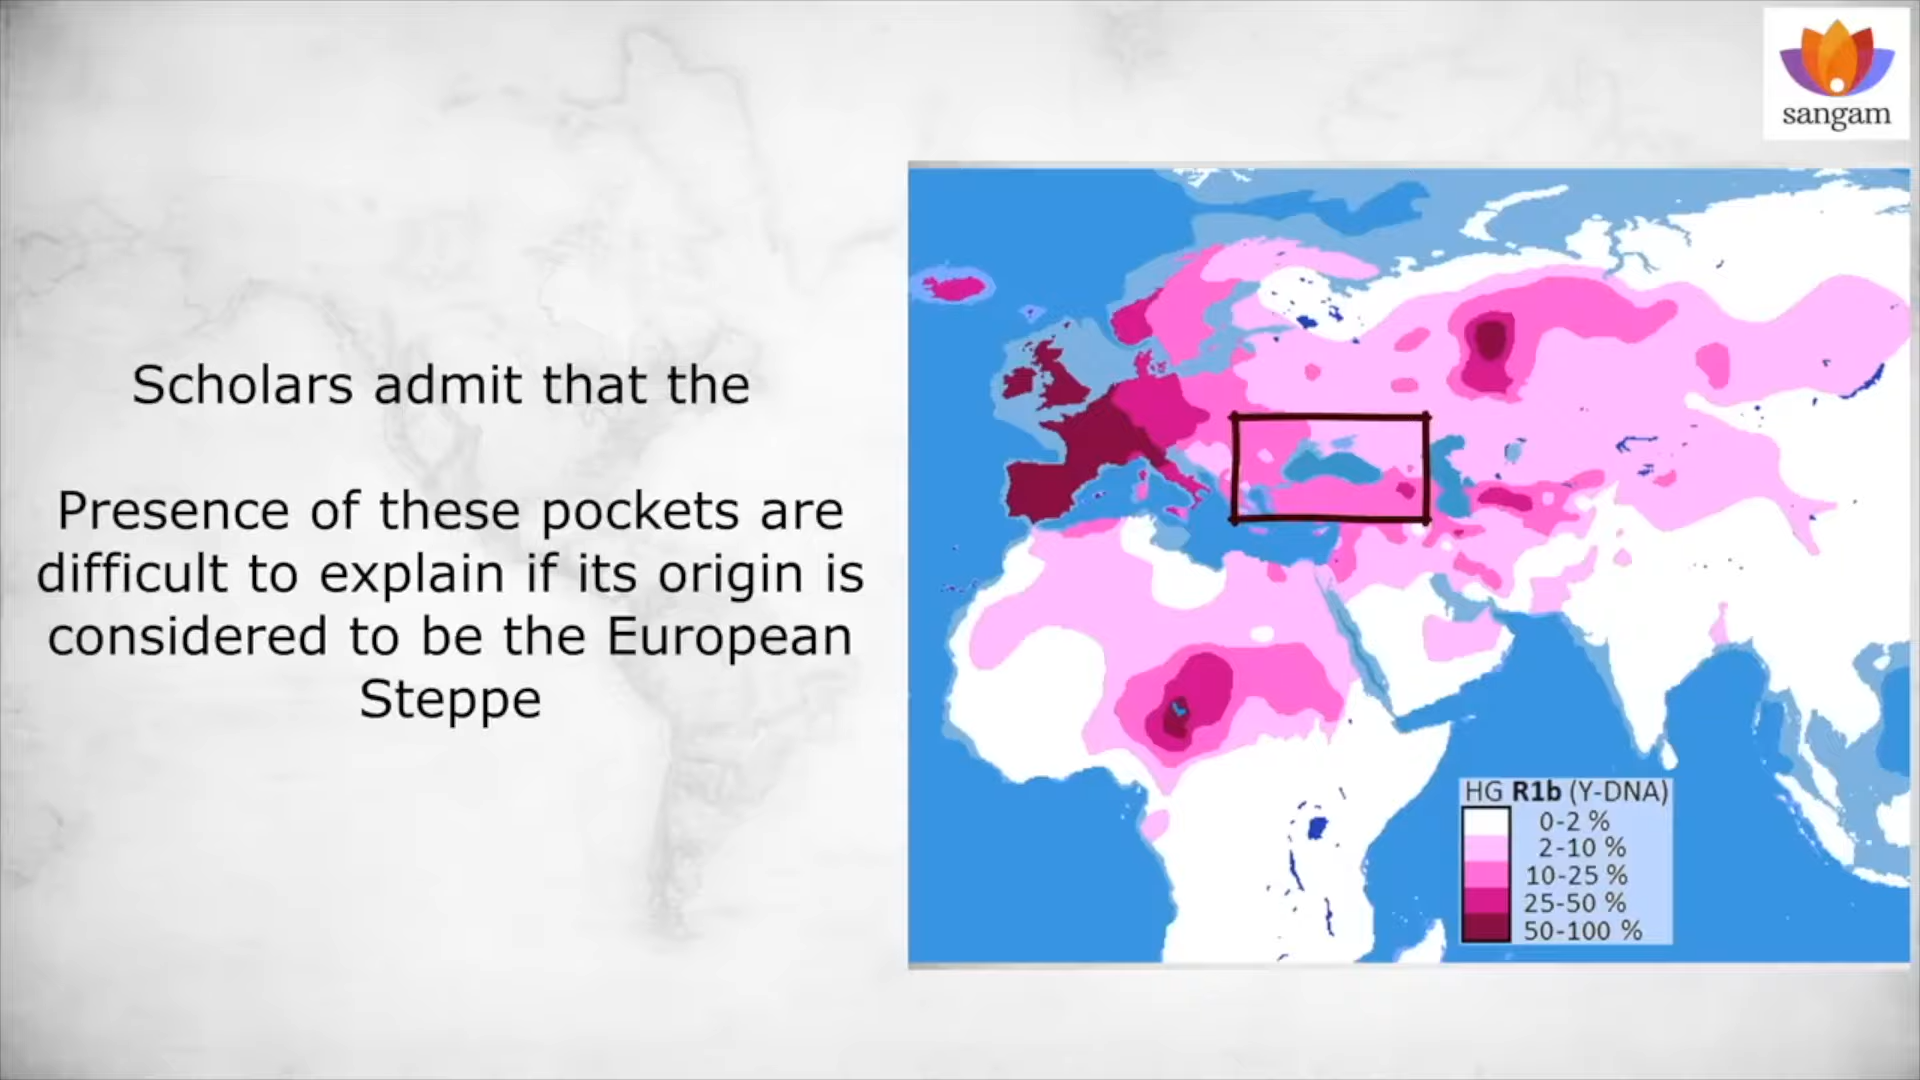 sangam
Scholars admit that the
Presence of these pockets are
difficult to explain if its origin is
considered to be the European
Steppe
HG R1b (Y-DNA)
0-2 %
2-10 %
10-25 %
25-50 %
50-100 %